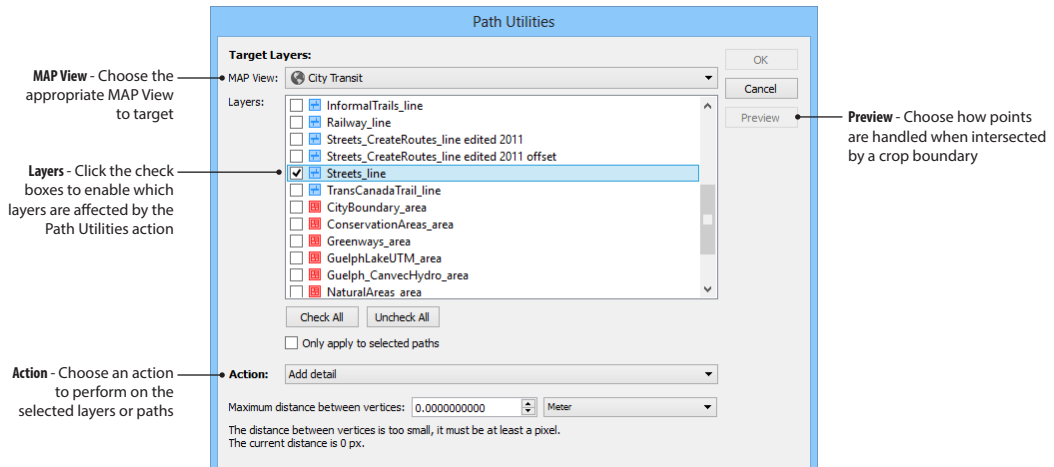 Path Utilities
Target Layers:
MAP View: City Transit
Layers:
InformalTrails_line
Railway_line
Streets_CreateRoutes_line edited 2011
Streets_CreateRoutes_line edited 2011 offset
Streets_line
TransCanadaTrail_line
CityBoundary_area
ConservationAreas_area
Greenways_area
GuelphLakeUTM_area
Guelph_CanvecHydro_area
NaturalAreas area
Check All Uncheck All
Only apply to selected paths
Action: Add detail
Maximum distance between vertices: 0.0000000000 Meter
The distance between vertices is too small, it must be at least a pixel.
The current distance is 0 px.
OK
Cancel
Preview
MAP View - Choose the
appropriate MAP View
to target
Layers - Click the check
boxes to enable which
layers are affected by the
Path Utilities action
Action - Choose an action
to perform on the
selected layers or paths
Preview - Choose how points
are handled when intersected
by a crop boundary